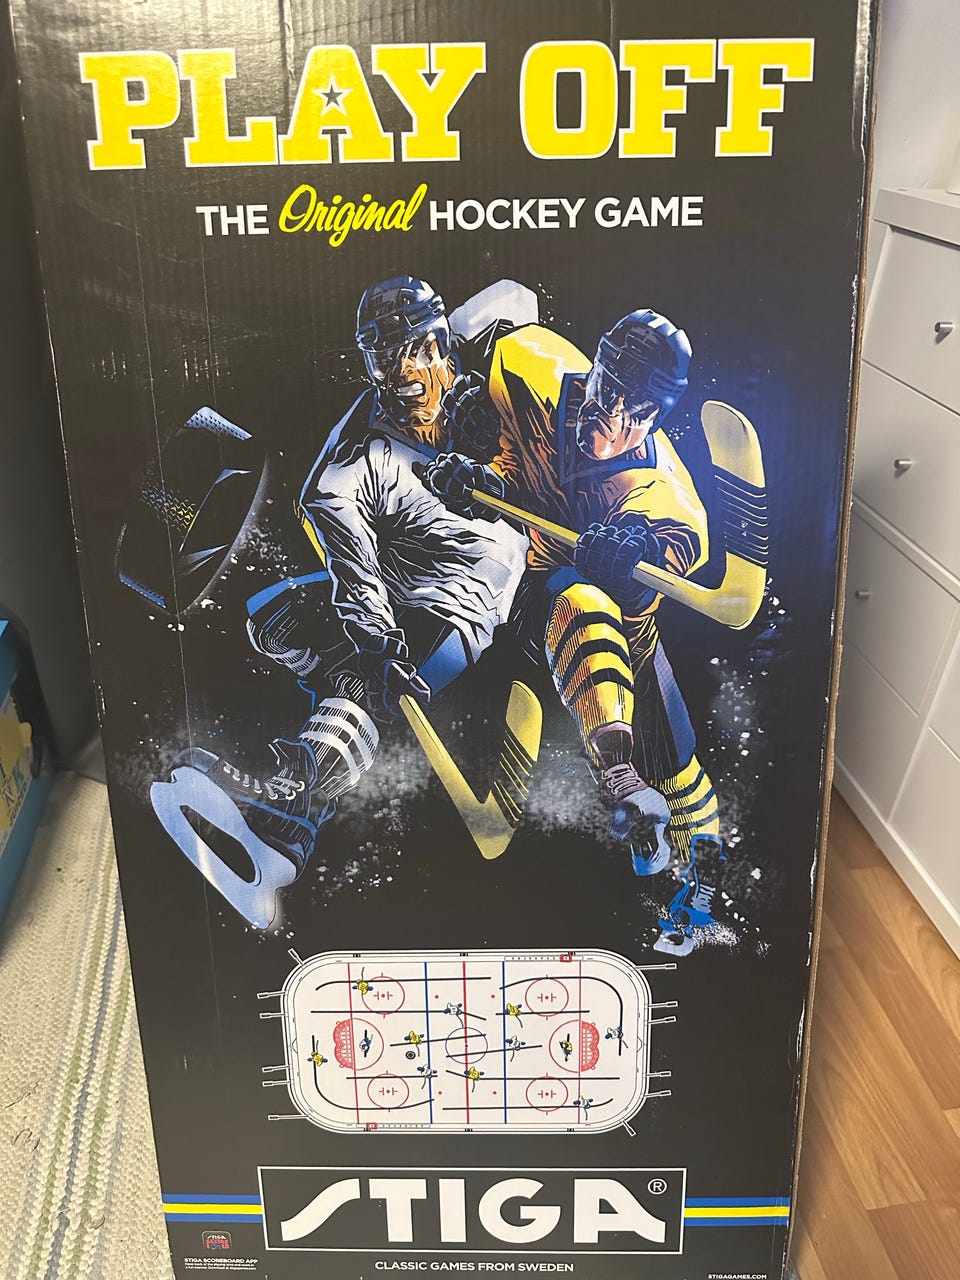 PLAY OFF
THE Original HOCKEY GAME
STIGA®
STIGA SCOREBOARD APP
CLASSIC GAMES FROM SWEDEN
STIGAGAMES.COM